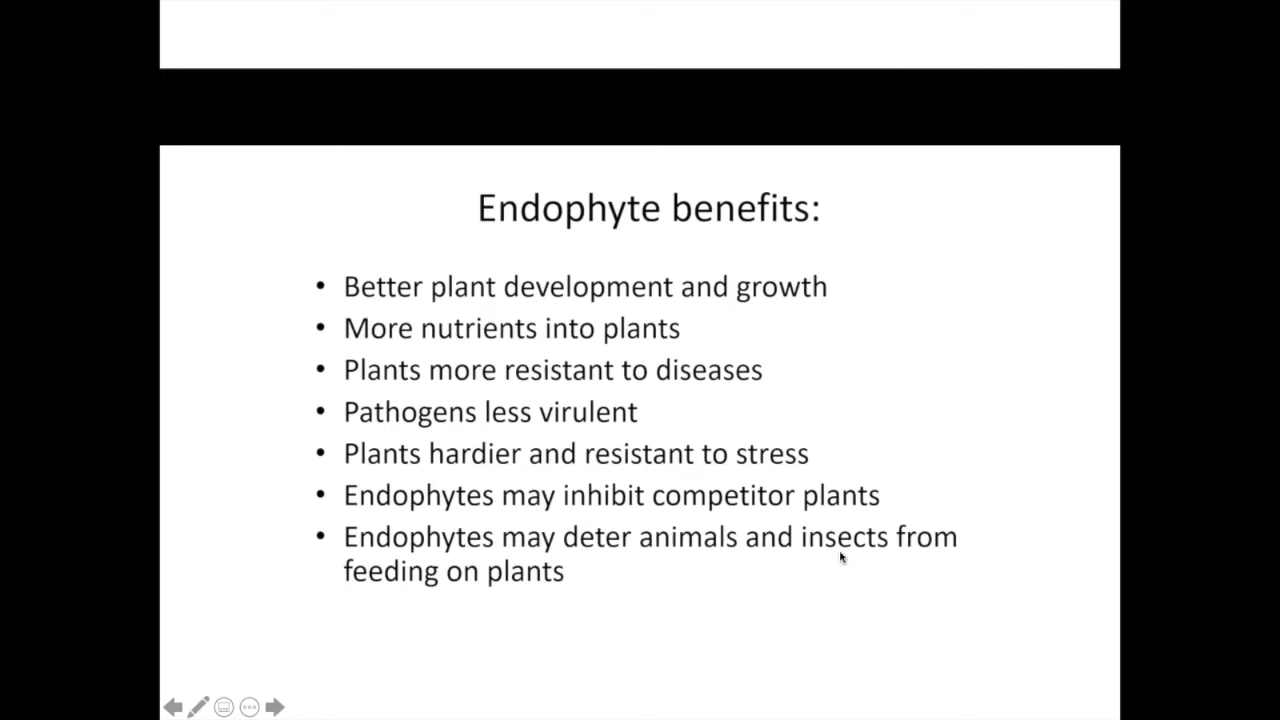 Endophyte benefits:
• Better plant development and growth
• More nutrients into plants
• Plants more resistant to diseases
• Pathogens less virulent
• Plants hardier and resistant to stress
• Endophytes may inhibit competitor plants
• Endophytes may deter animals and insects from
feeding on plants